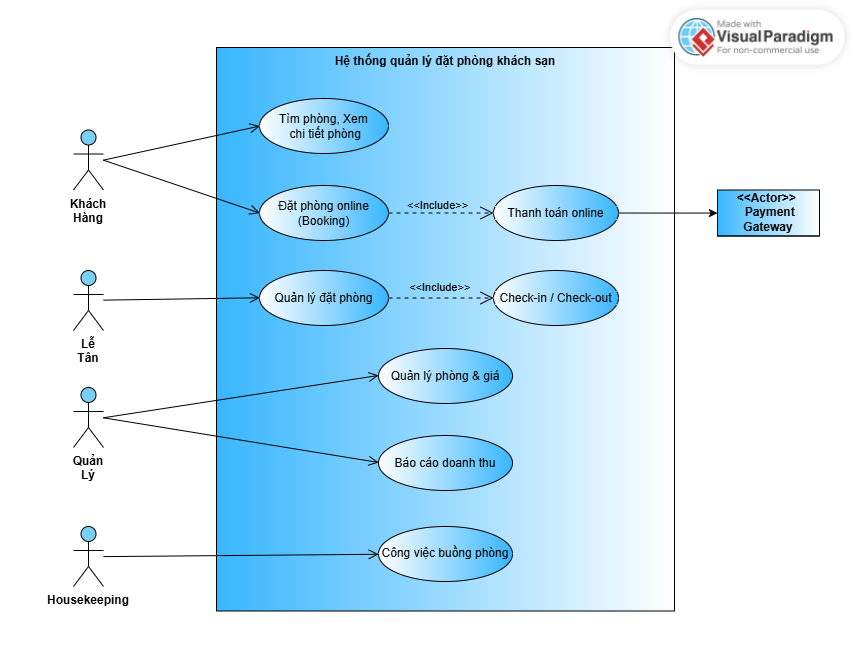 Made with
VisualParadigm
For non-commercial use
Hệ thống quản lý đặt phòng khách sạn
Tìm phòng, Xem
chi tiết phòng
Khách
Hàng
Đặt phòng online
(Booking)
<<Include>>
Thanh toán online
<<Actor>>
Payment
Gateway
Quản lý đặt phòng
<<Include>>
Check-in / Check-out
Lễ
Tân
Quản lý phòng & giá
Quản
Lý
Báo cáo doanh thu
Công việc buồng phòng
Housekeeping